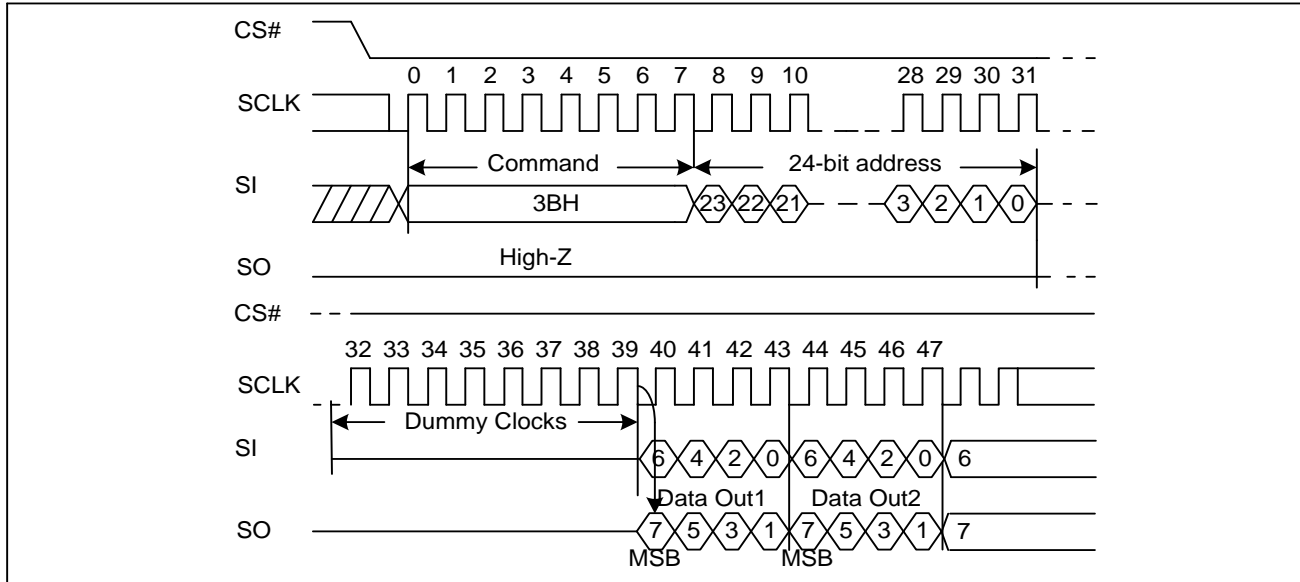 CS#
0 1 2 3 4 5 6 7 8 9 10 28 29 30 31
SCLK
Command 24-bit address
SI
3BH 23 22 21 3 2 1 0
High-Z
SO
CS#
32 33 34 35 36 37 38 39 40 41 42 43 44 45 46 47
SCLK
Dummy Clocks
SI
6 4 2 0 6 4 2 0 6
Data Out1 Data Out2
SO
7 5 3 1 7 5 3 1 7
MSB MSB